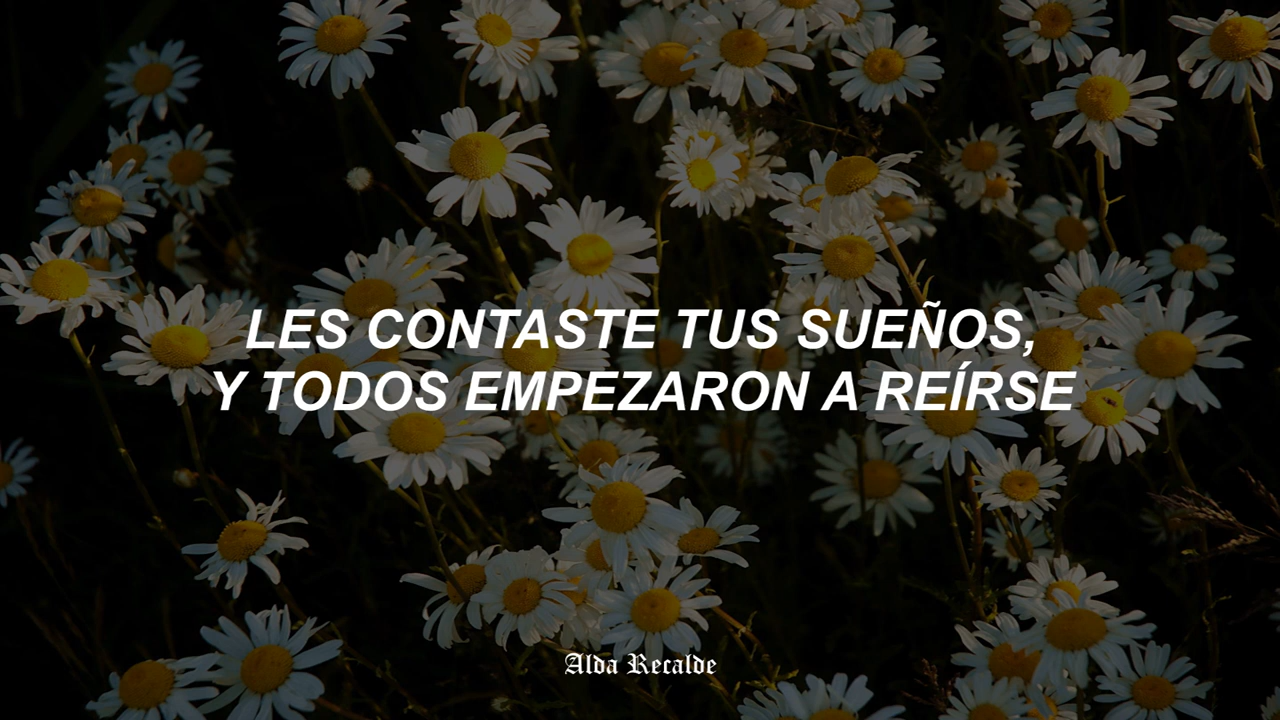 LES CONTASTE TUS SUEÑOS,
Y TODOS EMPEZARON A REÍRSE
Alda Recalde